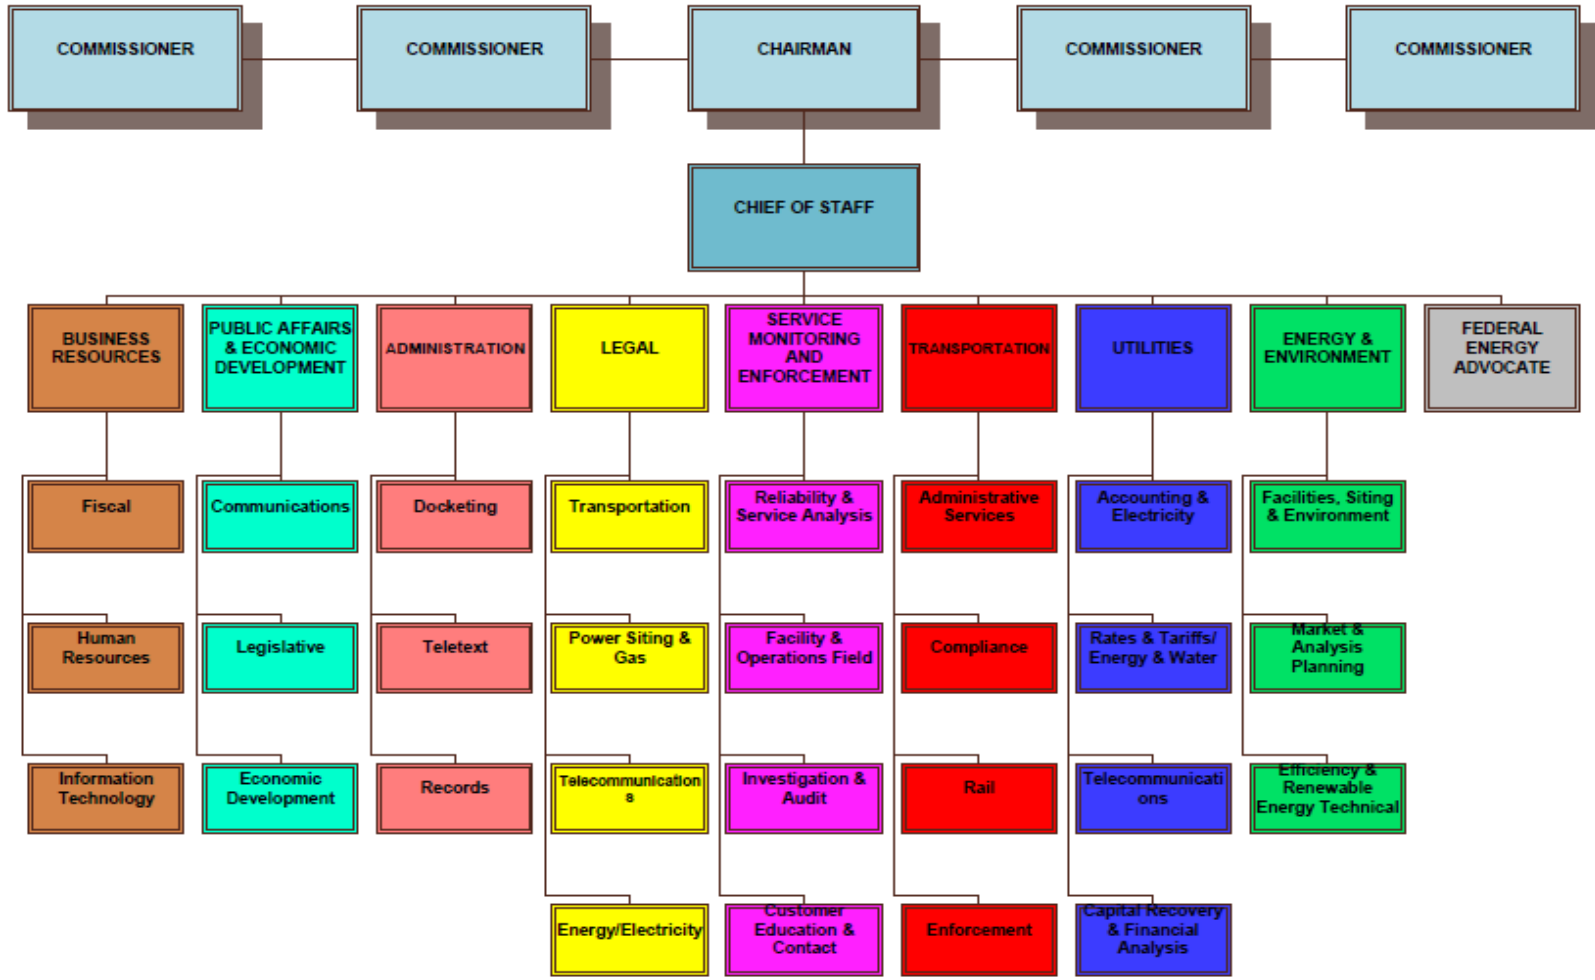 COMMISSIONER
COMMISSIONER
CHAIRMAN
COMMISSIONER
COMMISSIONER
CHIEF OF STAFF
BUSINESS
RESOURCES
PUBLIC AFFAIRS
& ECONOMIC
DEVELOPMENT
ADMINISTRATION
LEGAL
SERVICE
MONITORING
AND
ENFORCEMENT
TRANSPORTATION
UTILITIES
ENERGY &
ENVIRONMENT
FEDERAL
ENERGY
ADVOCATE
Fiscal
Communications
Docketing
Transportation
Reliability &
Service Analysis
Administrative
Services
Accounting &
Electricity
Facilities, Siting
& Environment
Human
Resources
Legislative
Teletext
Power Siting &
Gas
Facility &
Operations Field
Compliance
Rates & Tariffs/
Energy & Water
Market &
Analysis
Planning
Information
Technology
Economic
Development
Records
Telecommunication
s
Investigation &
Audit
Rail
Telecommunicati
ons
Efficiency &
Renewable
Energy Technical
Energy/Electricity
Customer
Education &
Contact
Enforcement
Capital Recovery
& Financial
Analysis